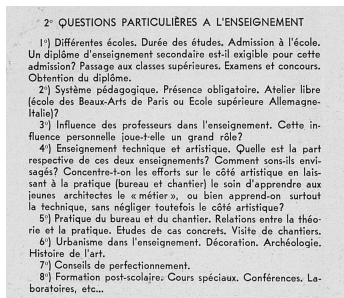 2° QUESTIONS PARTICULIÈRES A L'ENSEIGNEMENT
1°) Différentes écoles. Durée des études. Admission à l'école.
Un diplôme d'enseignement secondaire est-il exigible pour cette
admission? Passage aux classes supérieures. Examens et concours.
Obtention du diplôme.
2°) Système pédagogique. Présence obligatoire. Atelier libre
(école des Beaux-Arts de Paris ou Ecole supérieure Allemagne-
Italie)?
3°) Influence des professeurs dans l'enseignement. Cette in-
fluence personnelle joue-t-elle un grand rôle?
4°) Enseignement technique et artistique. Quelle est la part
respective de ces deux enseignements? Comment sons-ils envi-
sagés? Concentre-t-on les efforts sur le côté artistique en lais-
sant à la pratique (bureau et chantier) le soin d'apprendre aux
jeunes architectes le « métier », ou bien apprend-on surtout
la technique, sans négliger toutefois le côté artistique?
5°) Pratique du bureau et du chantier. Relations entre la théo-
rie et la pratique. Etudes de cas concrets. Visite de chantiers.
6°) Urbanisme dans l'enseignement. Décoration. Archéologie.
Histoire de l'art.
7°) Conseils de perfectionnement.
8°) Formation post-scolaire. Cours spéciaux. Conférences. La-
boratoires, etc...